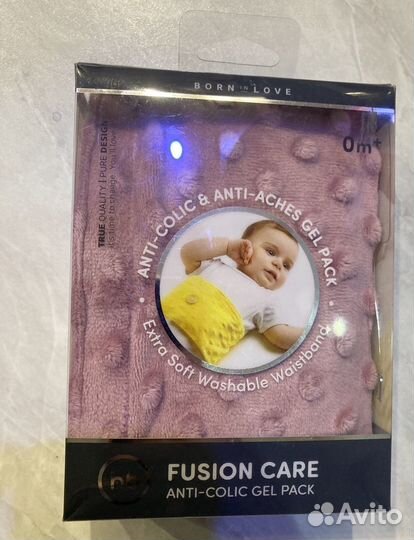 BORN IN LOVE
0m+
TRUE QUALITY | PURE DESIGN
ANTI-COLIC & ANTI-ACHES GEL PACK
Extra Soft Washable Waistband
FUSION CARE
ANTI-COLIC GEL PACK
Avito